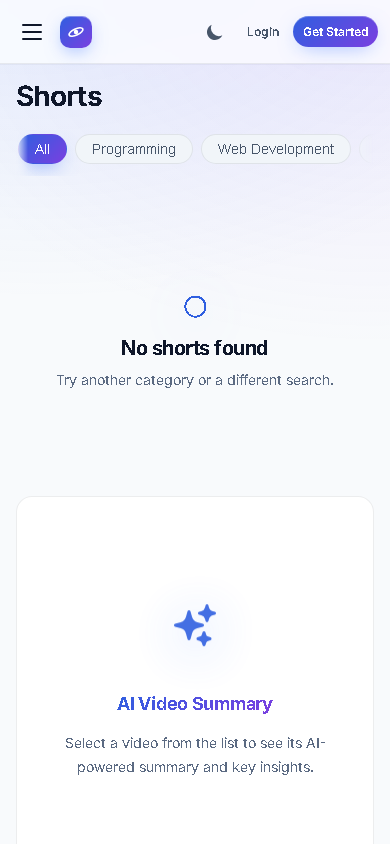 Login
Get Started
Shorts
All
Programming
Web Development
No shorts found
Try another category or a different search.
AI Video Summary
Select a video from the list to see its AI-
powered summary and key insights.